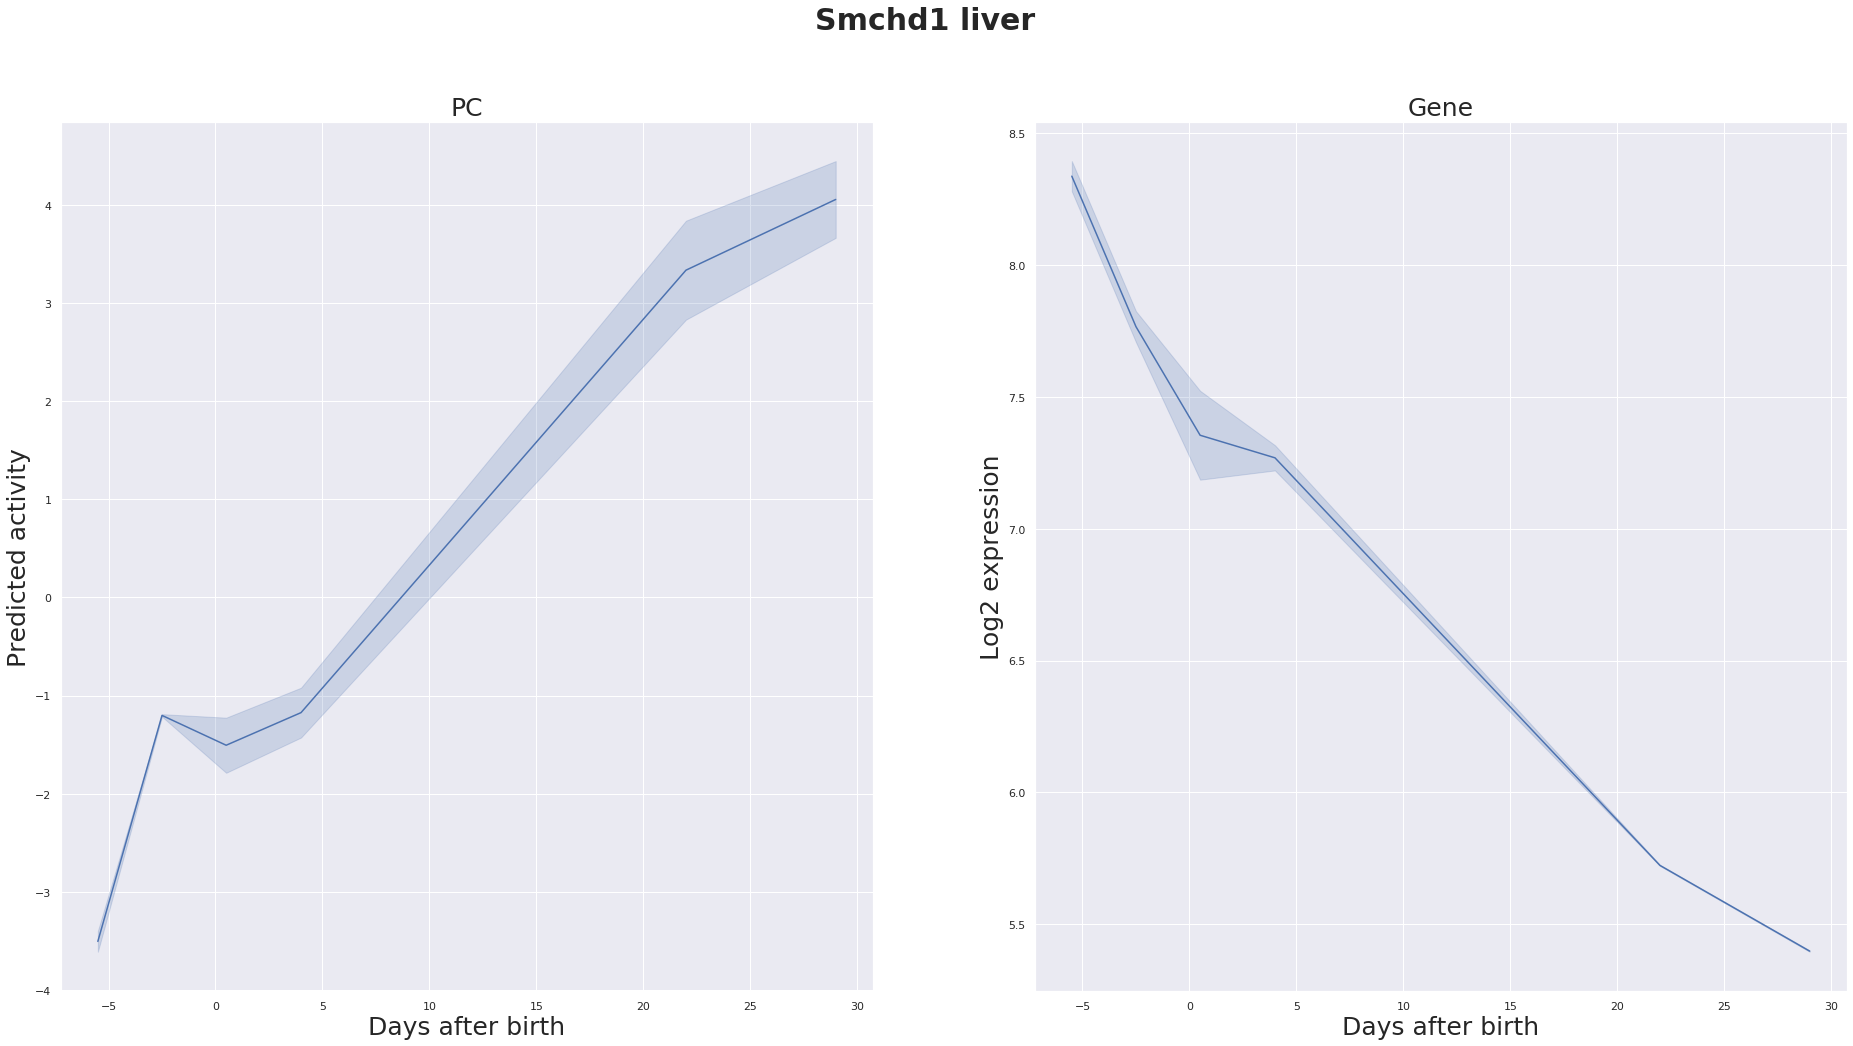 Smchd1 liver
PC
Predicted activity
4
3
2
1
0
−1
−2
−3
−4
−5 0 5 10 15 20 25 30
Days after birth
Gene
Log2 expression
8.5
8.0
7.5
7.0
6.5
6.0
5.5
−5 0 5 10 15 20 25 30
Days after birth